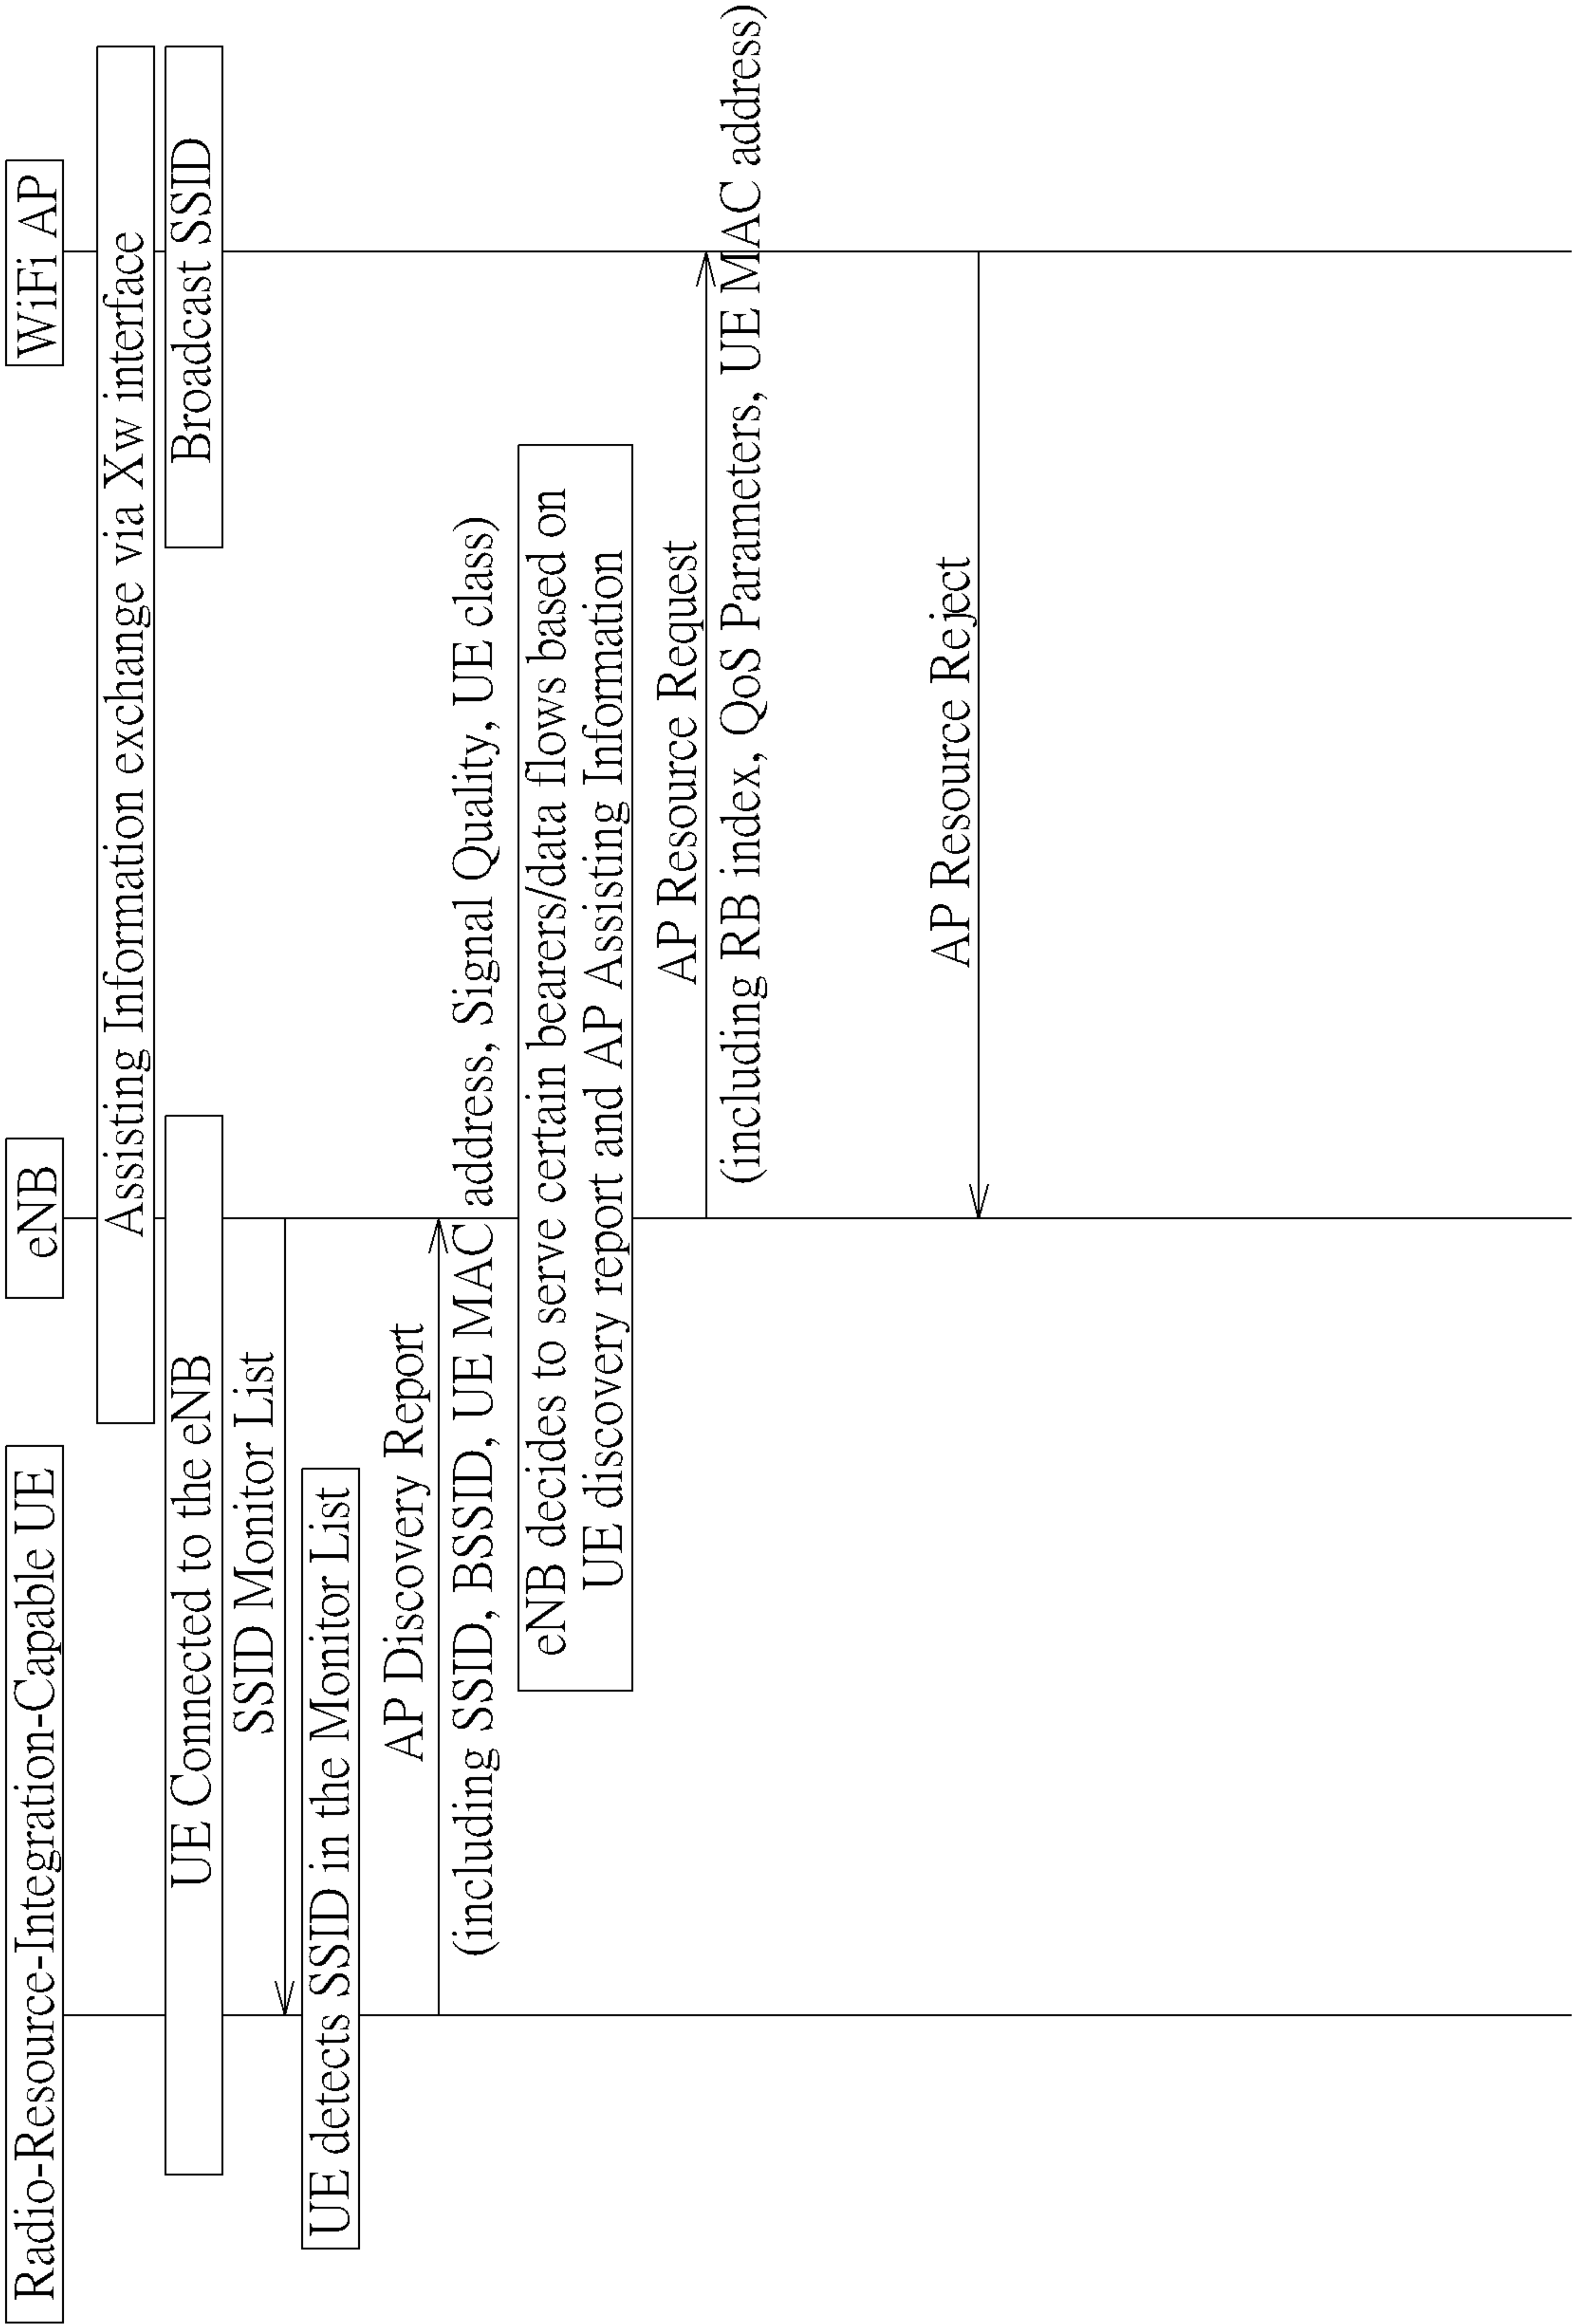 Radio-Resource-Integration-Capable UE
eNB
WiFi AP
Assisting Information exchange via Xw interface
UE Connected to the eNB
Broadcast SSID
SSID Monitor List
UE detects SSID in the Monitor List
AP Discovery Report
(including SSID, BSSID, UE MAC address, Signal Quality, UE class)
eNB decides to serve certain bearers/data flows based on
UE discovery report and AP Assisting Information
AP Resource Request
(including RB index, QoS Parameters, UE MAC address)
AP Resource Reject